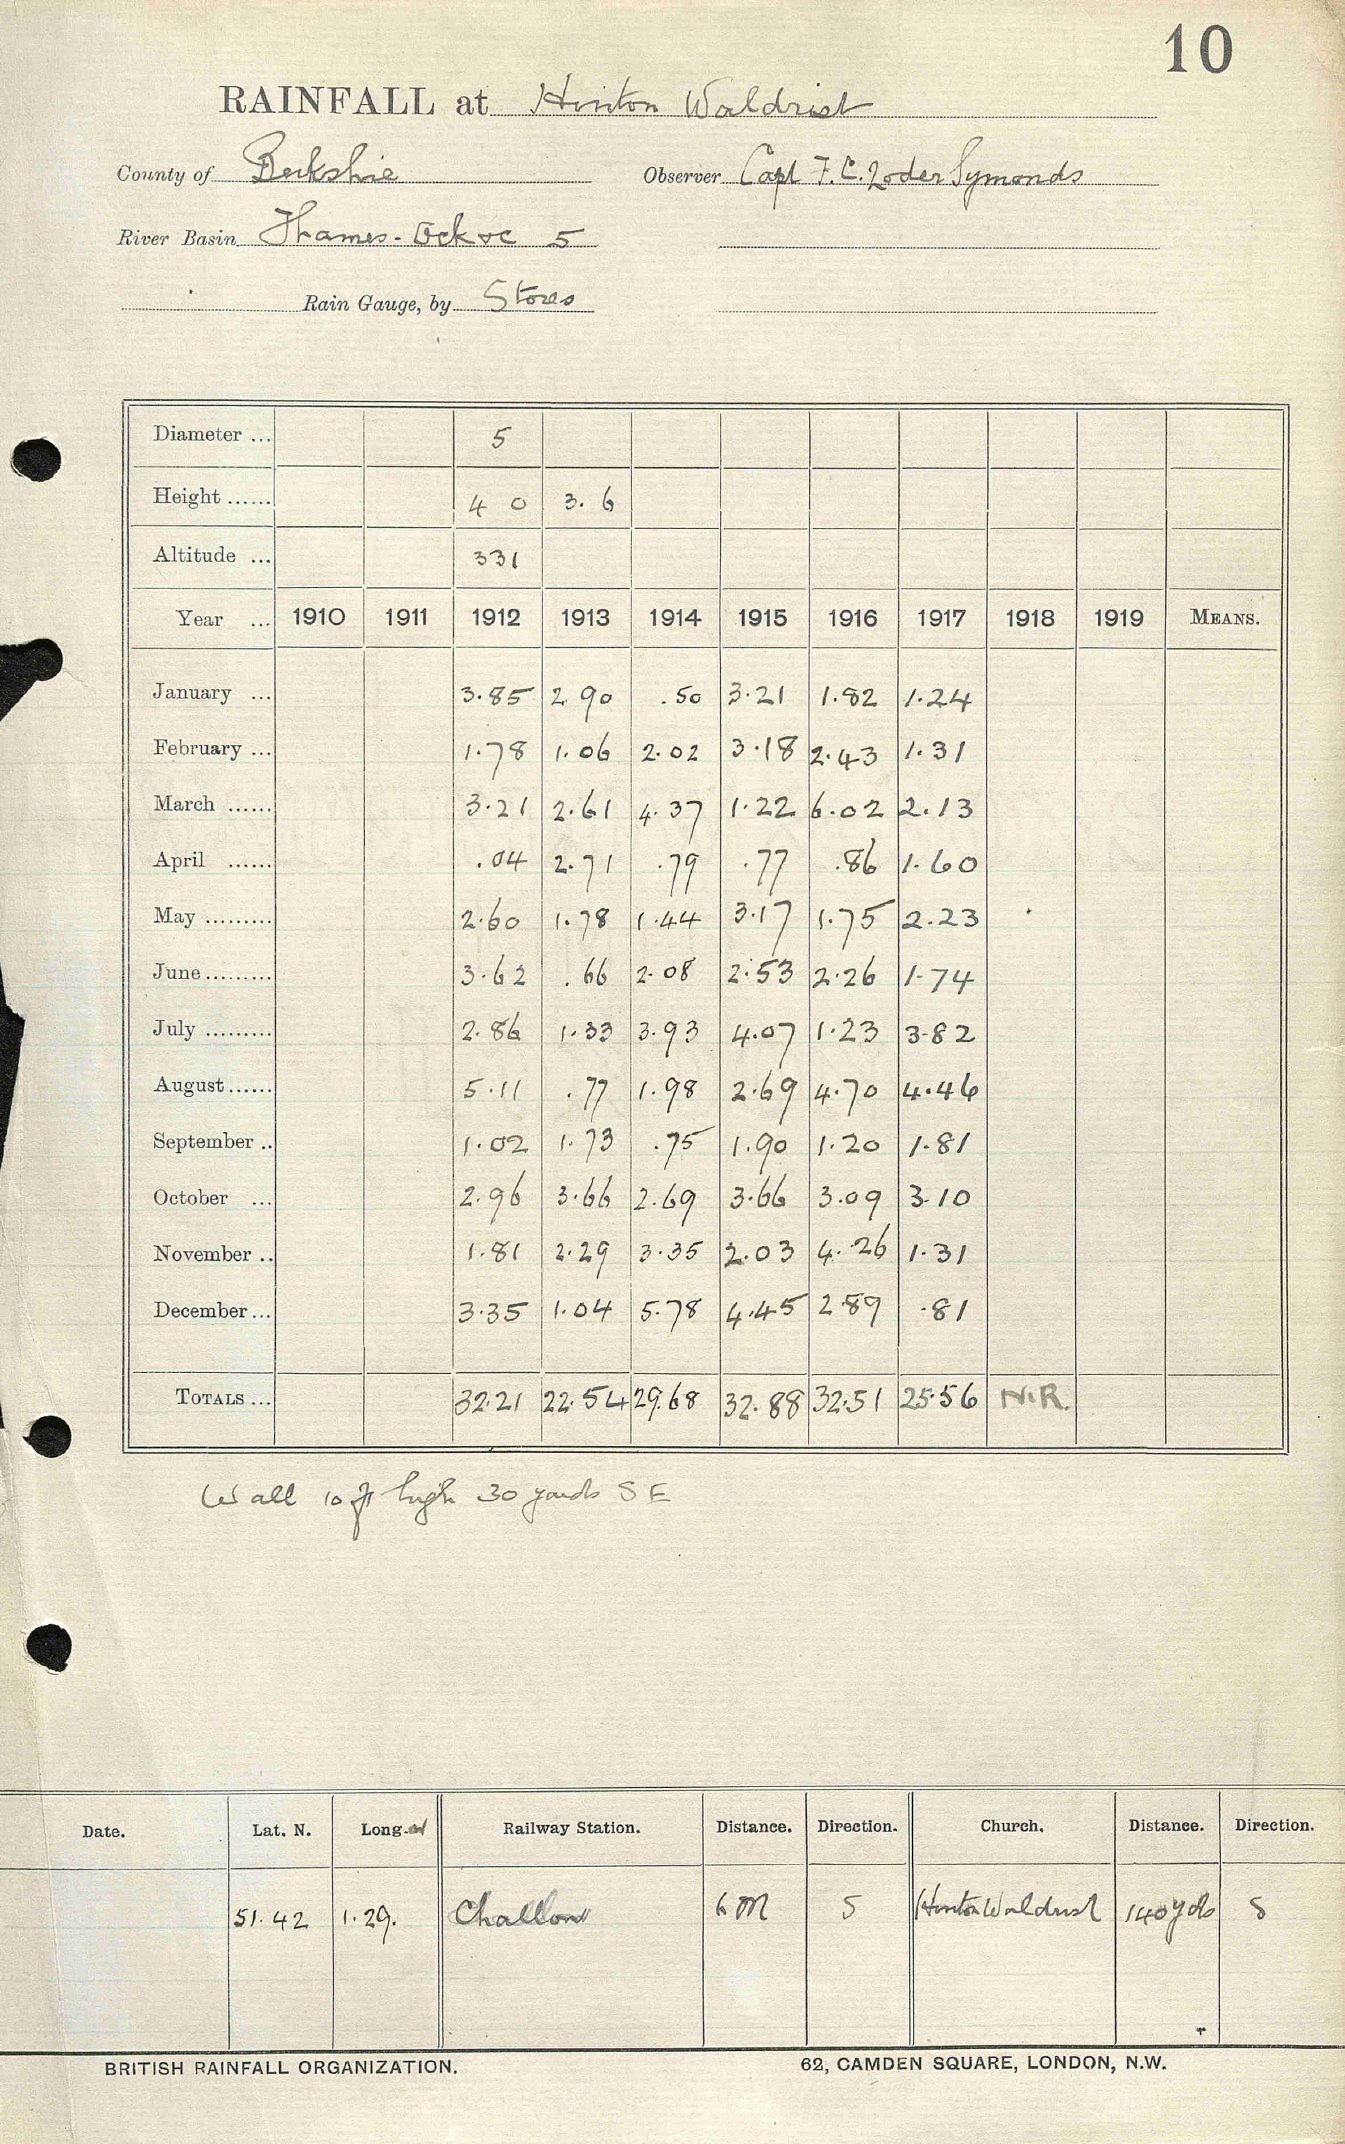 10
RAINFALL at Hinton Waldrist
County of Berkshire Observer Capt F. C. Loder Symonds
River Basin Thames - Ock &c 5
Rain Gauge, by Stores
Diameter ... 5
Height ...... 4 0 3. 6
Altitude ... 331
Year ... 1910 1911 1912 1913 1914 1915 1916 1917 1918 1919 MEANS.
January ... 3.85 2.90 .50 3.21 1.82 1.24
February ... 1.78 1.06 2.02 3.18 2.43 1.31
March ...... 3.21 2.61 4.37 1.22 6.02 2.13
April ...... .04 2.71 .79 .77 .86 1.60
May ......... 2.60 1.78 1.44 3.17 1.75 2.23
June ......... 3.62 .66 2.08 2.53 2.26 1.74
July ......... 2.86 1.33 3.93 4.07 1.23 3.82
August ...... 5.11 .77 1.98 2.69 4.70 4.46
September .. 1.02 1.73 .75 1.90 1.20 1.81
October ... 2.96 3.66 2.69 3.66 3.09 3.10
November .. 1.81 2.29 3.35 2.03 4.26 1.31
December ... 3.35 1.04 5.78 4.45 2.89 .81
TOTALS ... 32.21 22.54 29.68 32.88 32.51 25.56 N.R.
Wall 10 ft high 30 yards S E
Date. Lat. N. Long. W Railway Station. Distance. Direction. Church. Distance. Direction.
51.42 1.29. Challow 6 M S Hinton Waldrist 140 yds S
BRITISH RAINFALL ORGANIZATION. 62, CAMDEN SQUARE, LONDON, N.W.